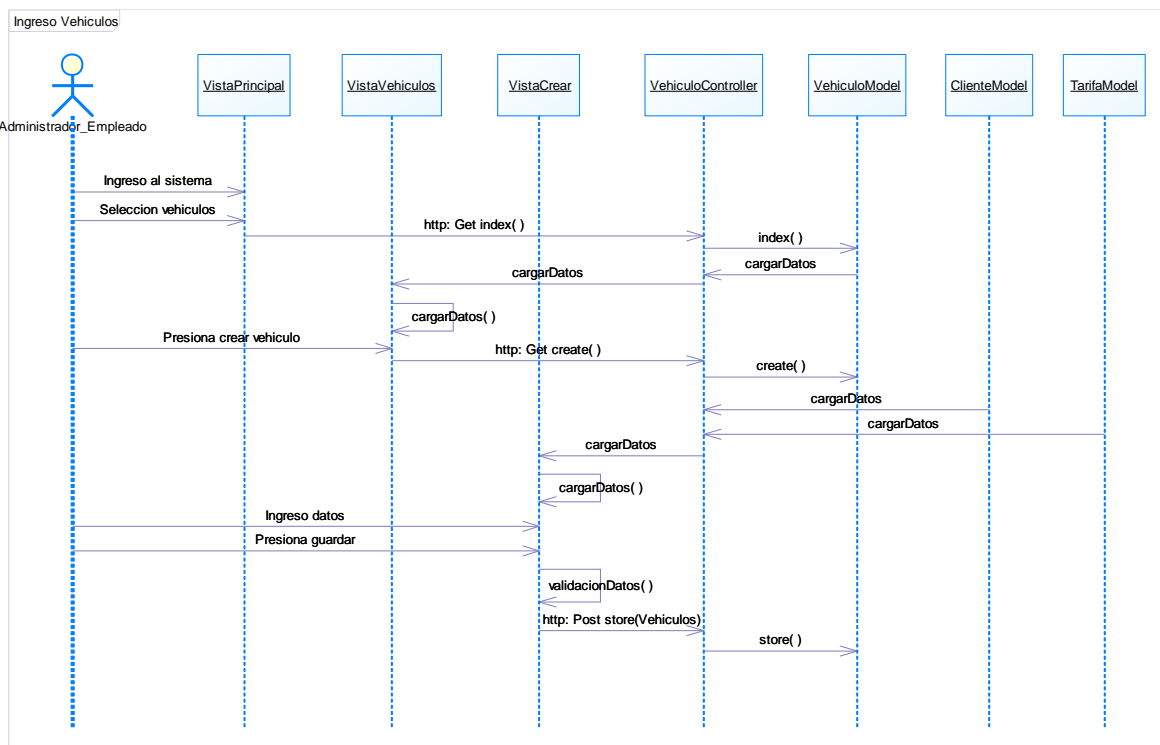 Ingreso Vehiculos
VistaPrincipal
VistaVehiculos
VistaCrear
VehiculoController
VehiculoModel
ClienteModel
TarifaModel
Administrador_Empleado
Ingreso al sistema
Seleccion vehiculos
http: Get index( )
index( )
cargarDatos
cargarDatos
cargarDatos( )
Presiona crear vehiculo
http: Get create( )
create( )
cargarDatos
cargarDatos
cargarDatos
cargarDatos( )
Ingreso datos
Presiona guardar
validacionDatos( )
http: Post store(Vehiculos)
store( )